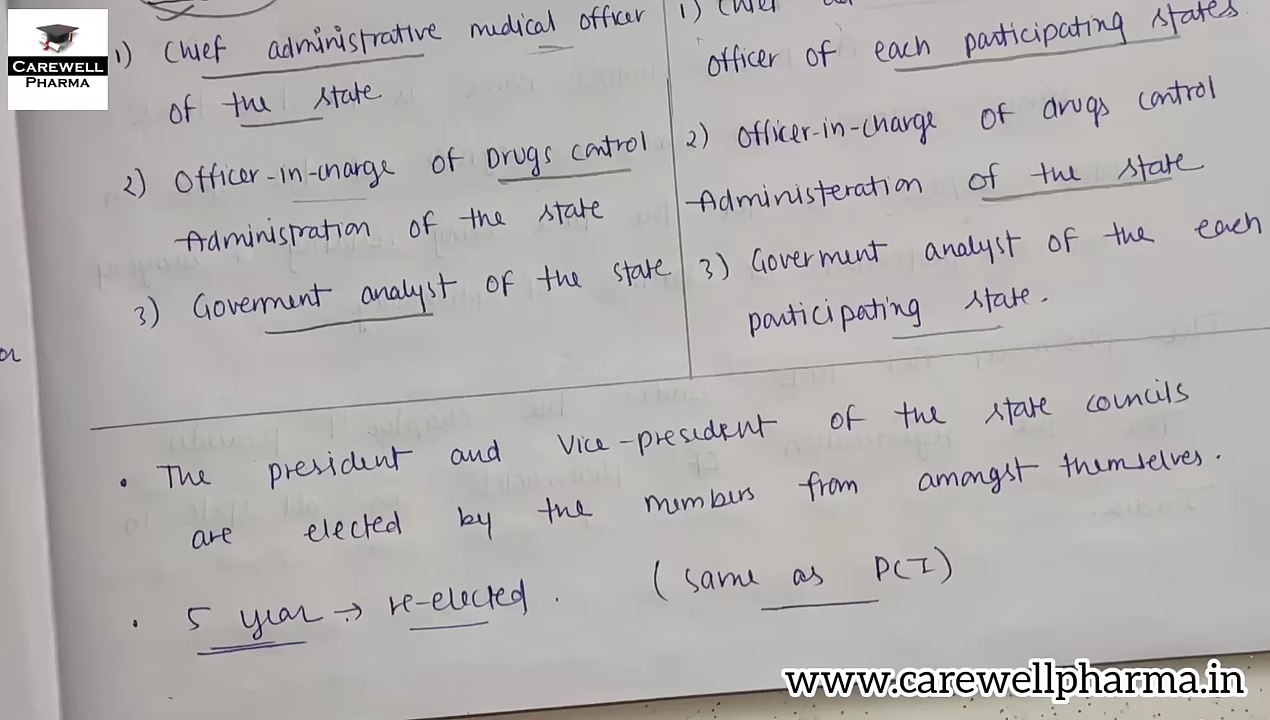 CAREWELL
PHARMA
1) Chief administrative medical officer
of the state
2) Officer-in-charge of Drugs control
Administration of the state
3) Goverment analyst of the state
1) Chief
officer of each participating states
2) Officer-in-charge of drugs control
Administeration of the state
3) Goverment analyst of the each
participating state.
• The president and Vice-president of the state councils
are elected by the members from amongst themselves.
• 5 year → re-elected. (same as PCI)
www.carewellpharma.in